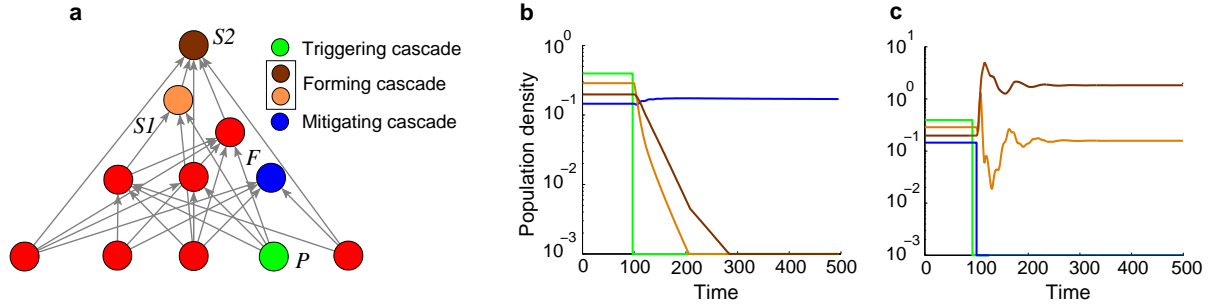 a
S2
Triggering cascade
Forming cascade
Mitigating cascade
S1
F
P
b
Population density
10^0
10^-1
10^-2
10^-3
0 100 200 300 400 500
Time
c
10^1
10^0
10^-1
10^-2
10^-3
0 100 200 300 400 500
Time